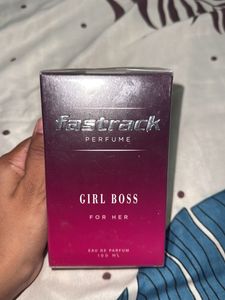 fastrack
PERFUME
GIRL BOSS
FOR HER
EAU DE PARFUM
100 ML